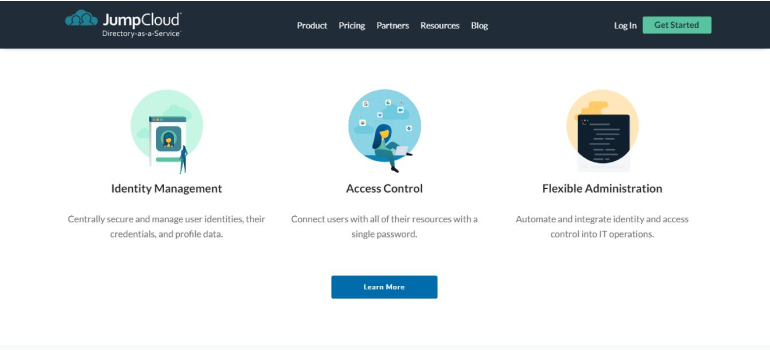 JumpCloud
Directory-as-a-Service
Product Pricing Partners Resources Blog
Log In Get Started
Identity Management
Centrally secure and manage user identities, their
credentials, and profile data.
Access Control
Connect users with all of their resources with a
single password.
Flexible Administration
Automate and integrate identity and access
control into IT operations.
Learn More